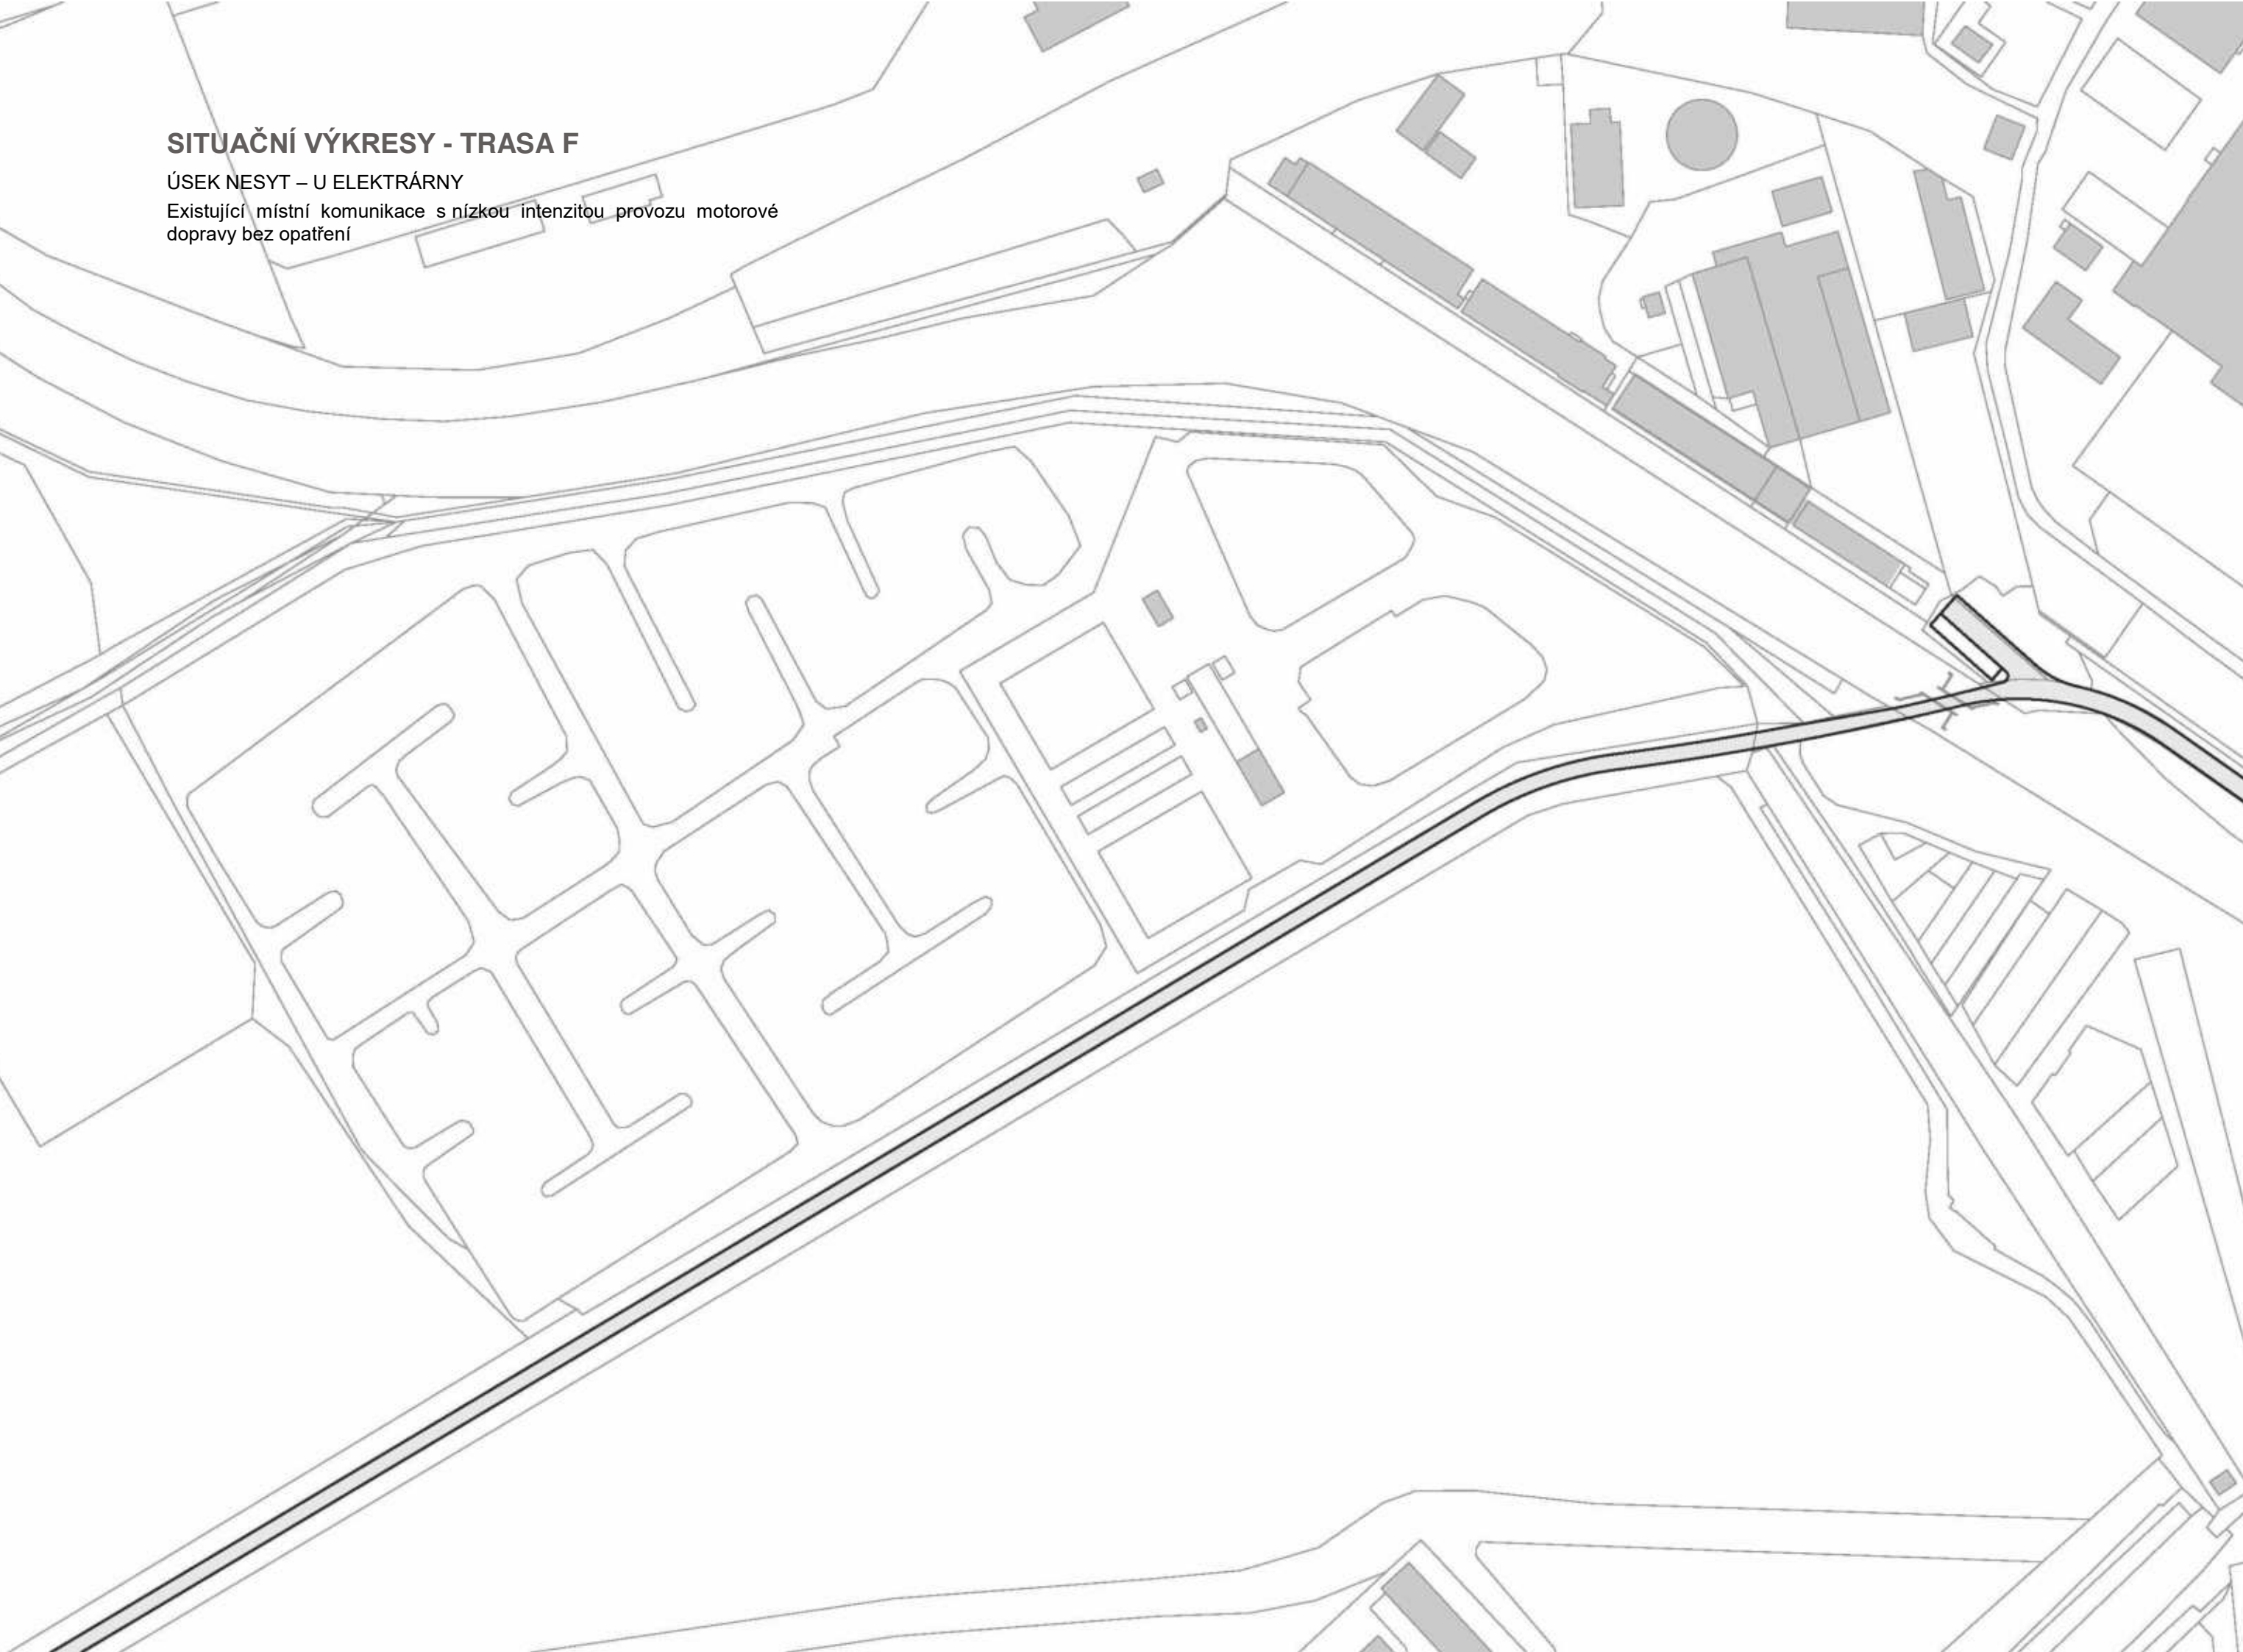 SITUAČNÍ VÝKRESY - TRASA F
ÚSEK NESYT – U ELEKTRÁRNY
Existující místní komunikace s nízkou intenzitou provozu motorové
dopravy bez opatření